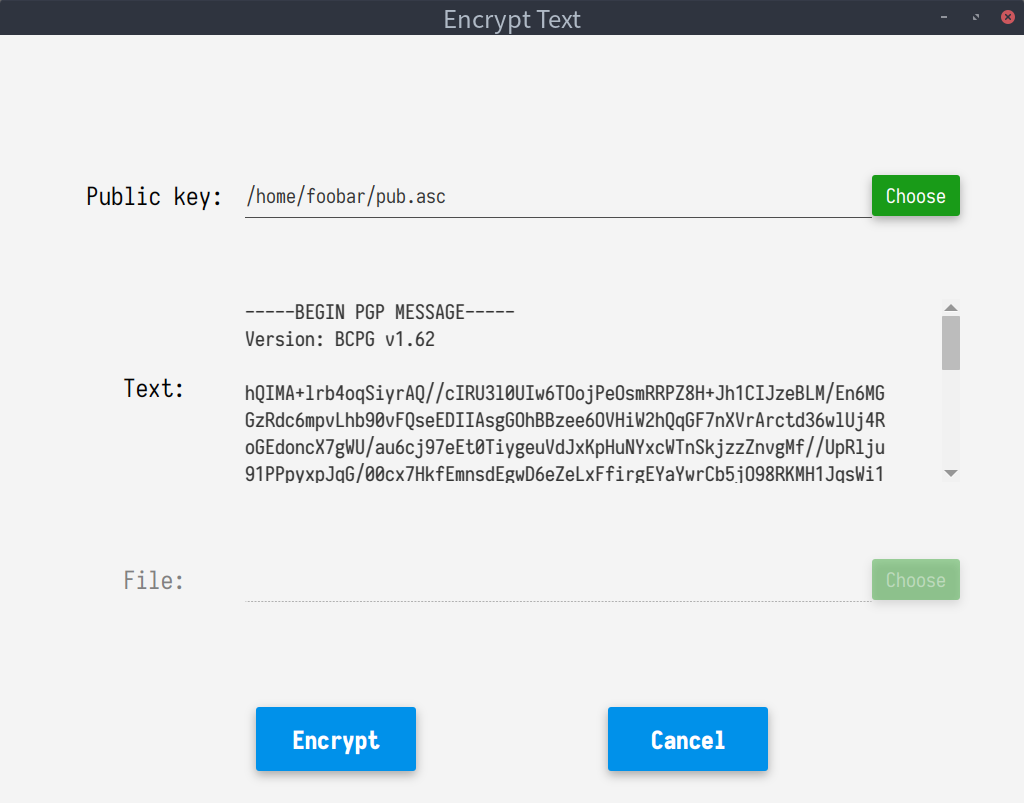 Encrypt Text
Public key: /home/foobar/pub.asc Choose
-----BEGIN PGP MESSAGE-----
Version: BCPG v1.62
Text:
hQIMA+lrb4oqSiyrAQ//cIRU3l0UIw6TOojPeOsmRRPZ8H+Jh1CIJzeBLM/En6MG
GzRdc6mpvLhb90vFQseEDIIAsgGOhBBzee6OVHiW2hQqGF7nXVrArctd36wlUj4R
oGEdoncX7gWU/au6cj97eEt0TiygeuVdJxKpHuNYxcWTnSkjzzZnvgMf//UpRlju
91PPpyxpJqG/00cx7HkfEmnsdEgwD6eZeLxFfirgEYaYwrCb5jO98RKMH1JqsWi1
File: Choose
Encrypt Cancel